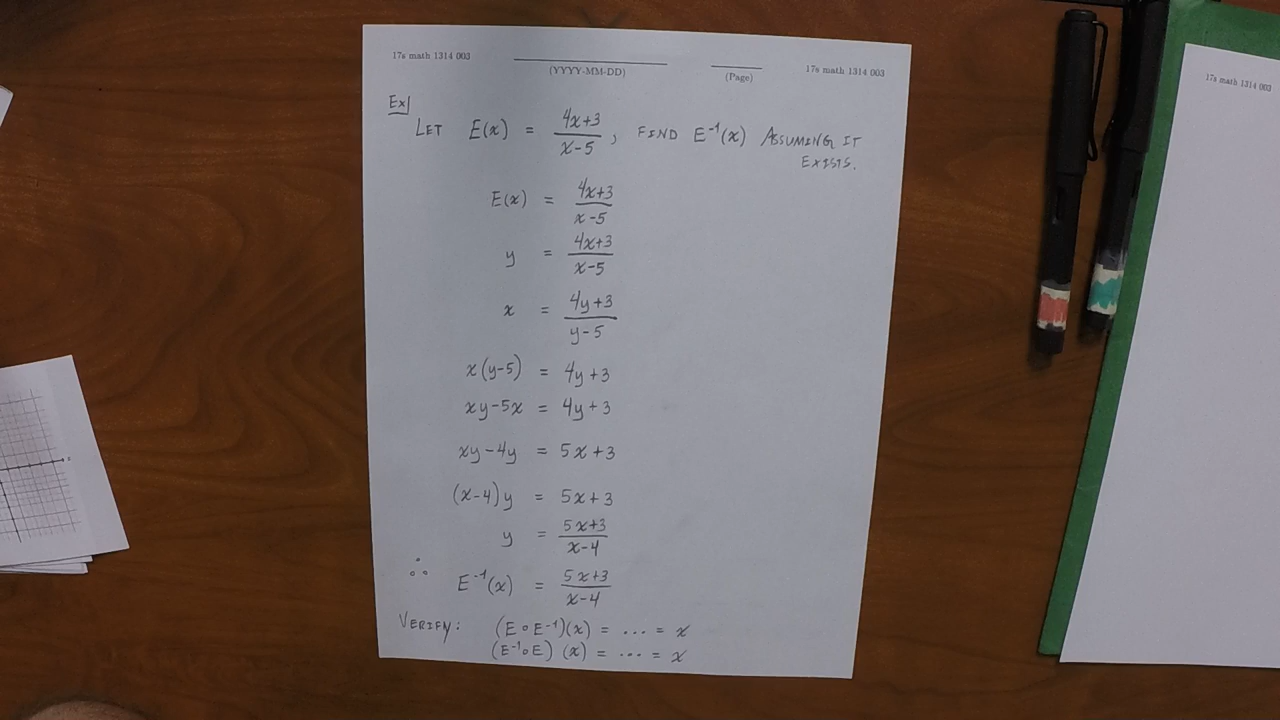 17s math 1314 003
(YYYY-MM-DD)
(Page)
17s math 1314 003
Ex|
LET E(x) = 4x+3 / x-5 , FIND E⁻¹(x) ASSUMING IT
EXISTS.
E(x) = 4x+3 / x-5
y = 4x+3 / x-5
x = 4y+3 / y-5
x(y-5) = 4y+3
xy-5x = 4y+3
xy-4y = 5x+3
(x-4)y = 5x+3
y = 5x+3 / x-4
∴ E⁻¹(x) = 5x+3 / x-4
VERIFY: (E∘E⁻¹)(x) = ... = x
(E⁻¹∘E)(x) = ... = x
17s math 1314 003